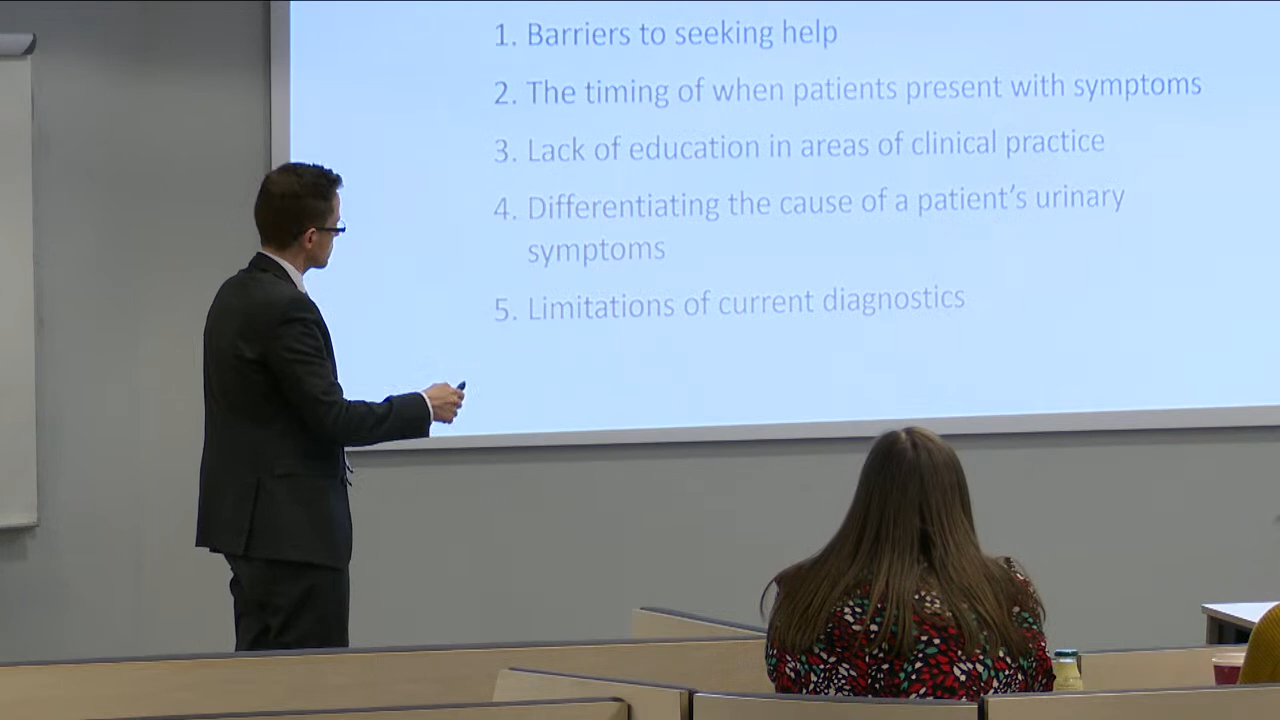 1. Barriers to seeking help
2. The timing of when patients present with symptoms
3. Lack of education in areas of clinical practice
4. Differentiating the cause of a patient's urinary
symptoms
5. Limitations of current diagnostics